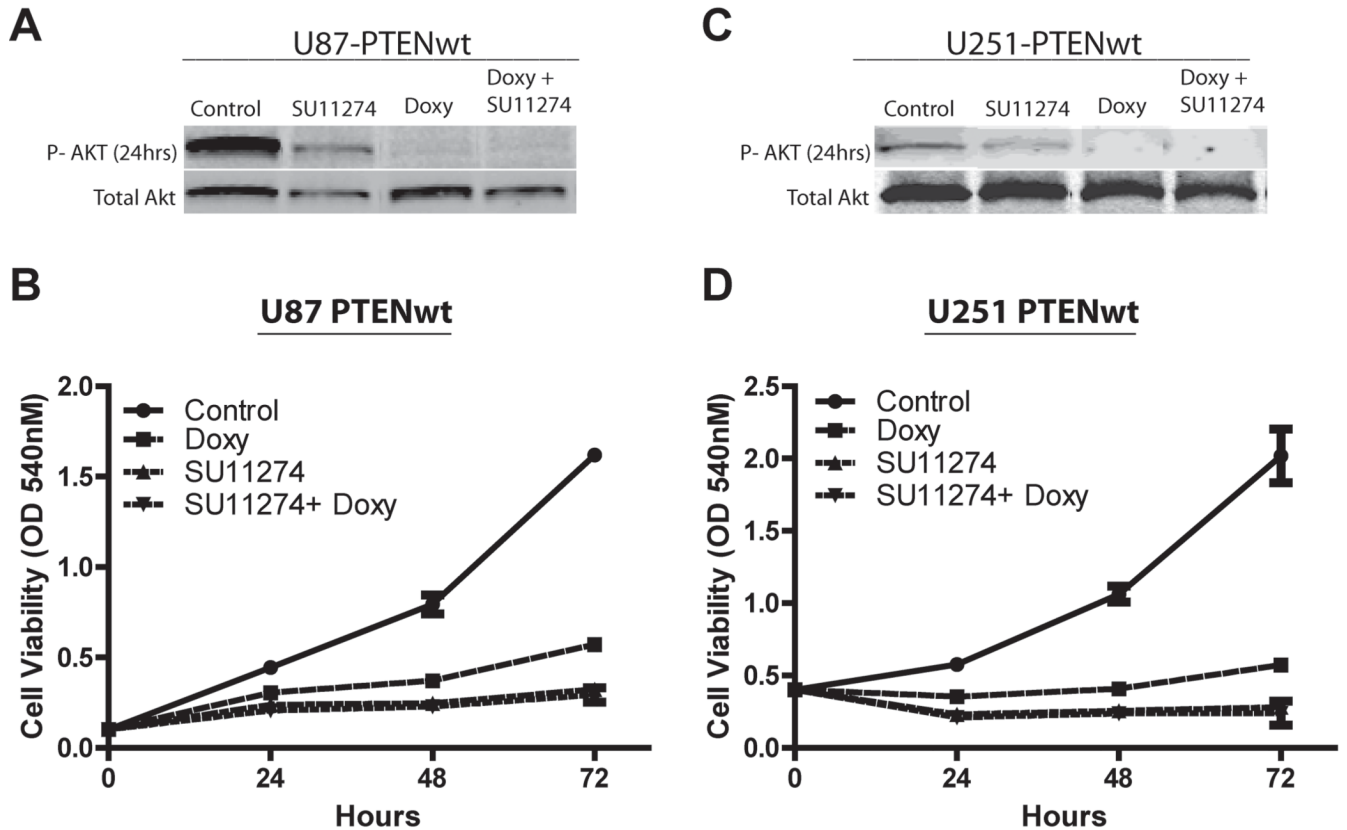 A
U87-PTENwt
Control SU11274 Doxy Doxy +
SU11274
P- AKT (24hrs)
Total Akt
C
U251-PTENwt
Control SU11274 Doxy Doxy +
SU11274
P- AKT (24hrs)
Total Akt
B
U87 PTENwt
Cell Viability (OD 540nM)
2.0
1.5
1.0
0.5
0.0
Control
Doxy
SU11274
SU11274+ Doxy
0 24 48 72
Hours
D
U251 PTENwt
Cell Viability (OD 540nM)
2.5
2.0
1.5
1.0
0.5
0.0
Control
Doxy
SU11274
SU11274+ Doxy
0 24 48 72
Hours